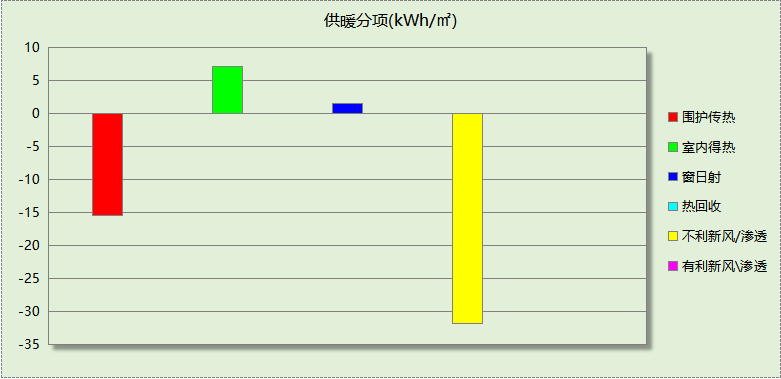 供暖分项(kWh/㎡)
10
5
0
-5
-10
-15
-20
-25
-30
-35
围护传热
室内得热
窗日射
热回收
不利新风/渗透
有利新风\渗透